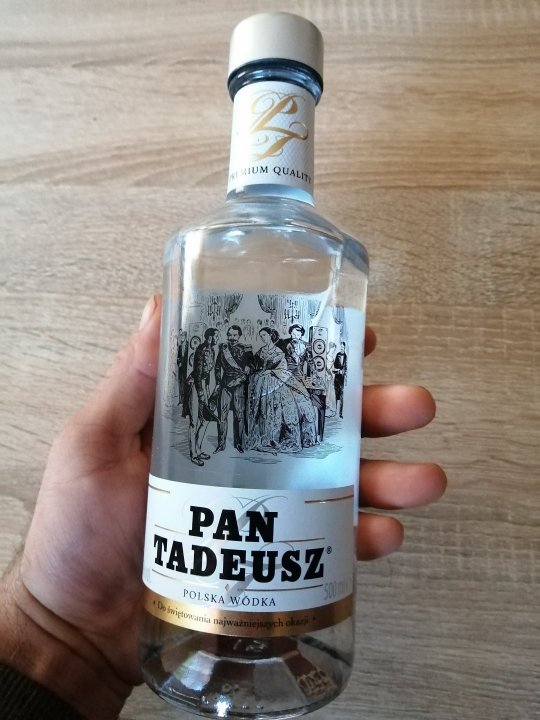 PT
PREMIUM QUALITY
PAN
TADEUSZ®
POLSKA WÓDKA
500 ml
Do świętowania najważniejszych okazji